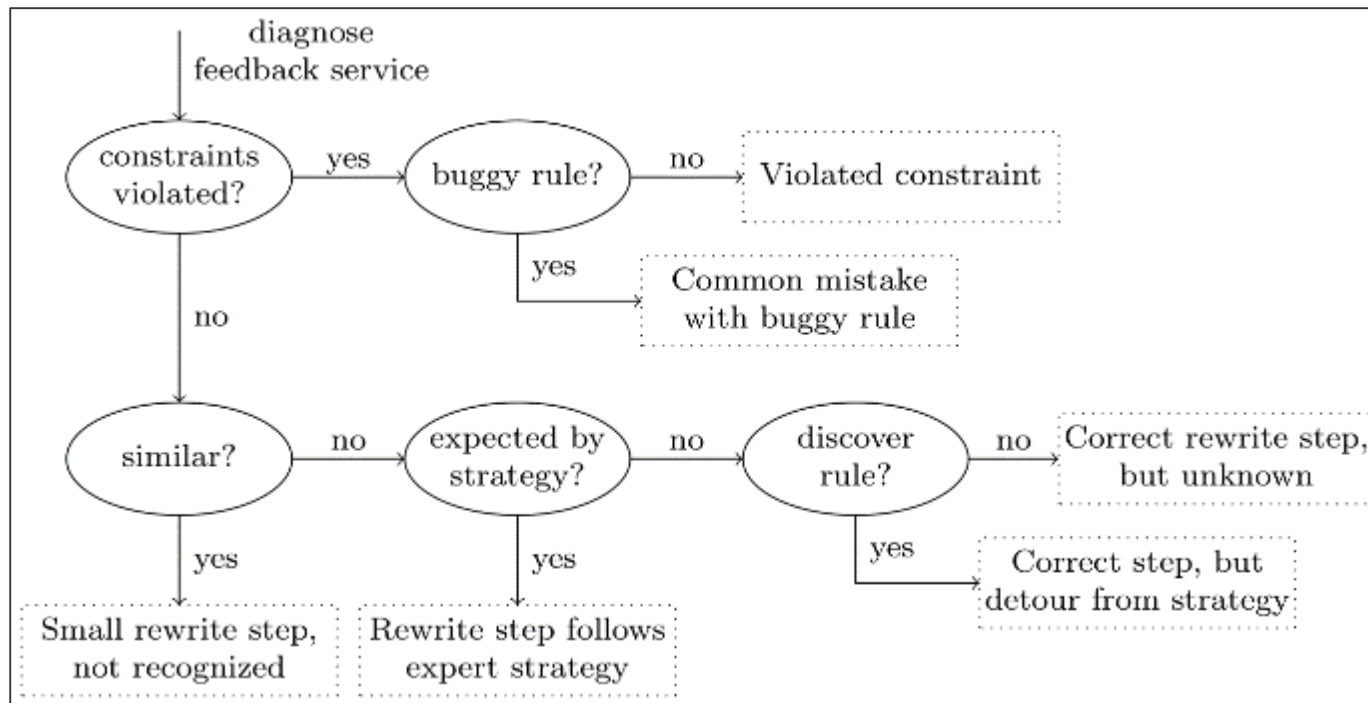 diagnose
feedback service
constraints
violated?
yes
buggy rule?
no
Violated constraint
yes
Common mistake
with buggy rule
no
similar?
no
expected by
strategy?
no
discover
rule?
no
Correct rewrite step,
but unknown
yes
Small rewrite step,
not recognized
yes
Rewrite step follows
expert strategy
yes
Correct step, but
detour from strategy